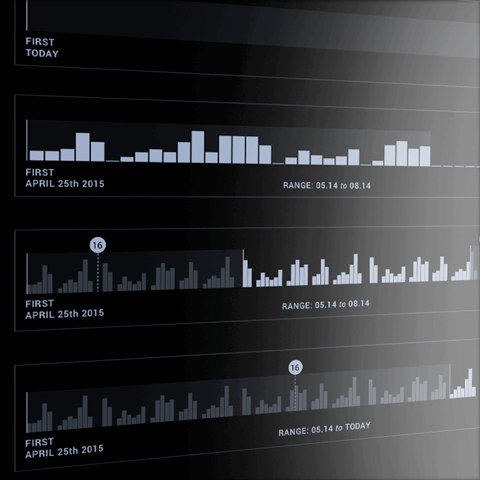 FIRST
TODAY
FIRST
APRIL 25th 2015
RANGE: 05.14 to 08.14
16
FIRST
APRIL 25th 2015
RANGE: 05.14 to 08.14
16
FIRST
APRIL 25th 2015
RANGE: 05.14 to TODAY